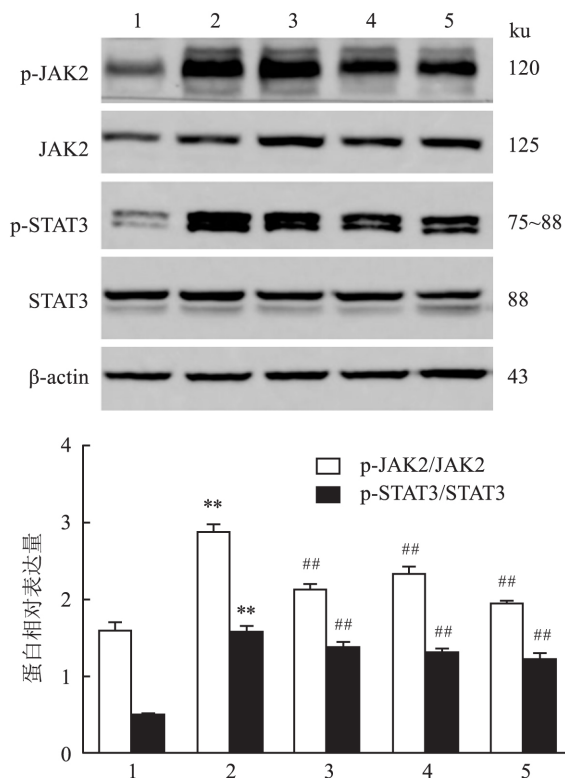 1 2 3 4 5 ku
p-JAK2 120
JAK2 125
p-STAT3 75~88
STAT3 88
β-actin 43
4
p-JAK2/JAK2
p-STAT3/STAT3
3
**
##
##
##
2
**
##
##
##
1
0
蛋白相对表达量
1 2 3 4 5